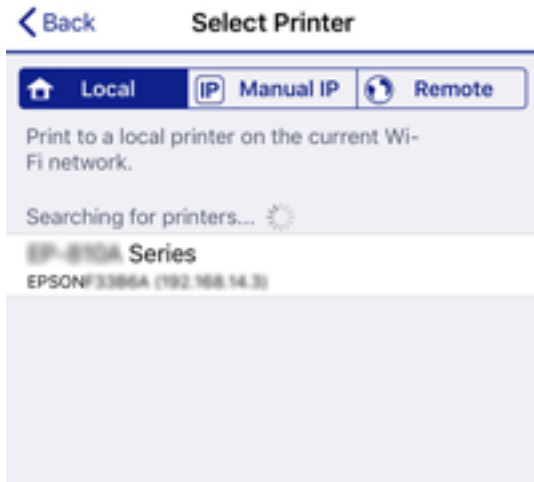 Back
Select Printer
Local
IP Manual IP
Remote
Print to a local printer on the current Wi-
Fi network.
Searching for printers...
Series
EPSON